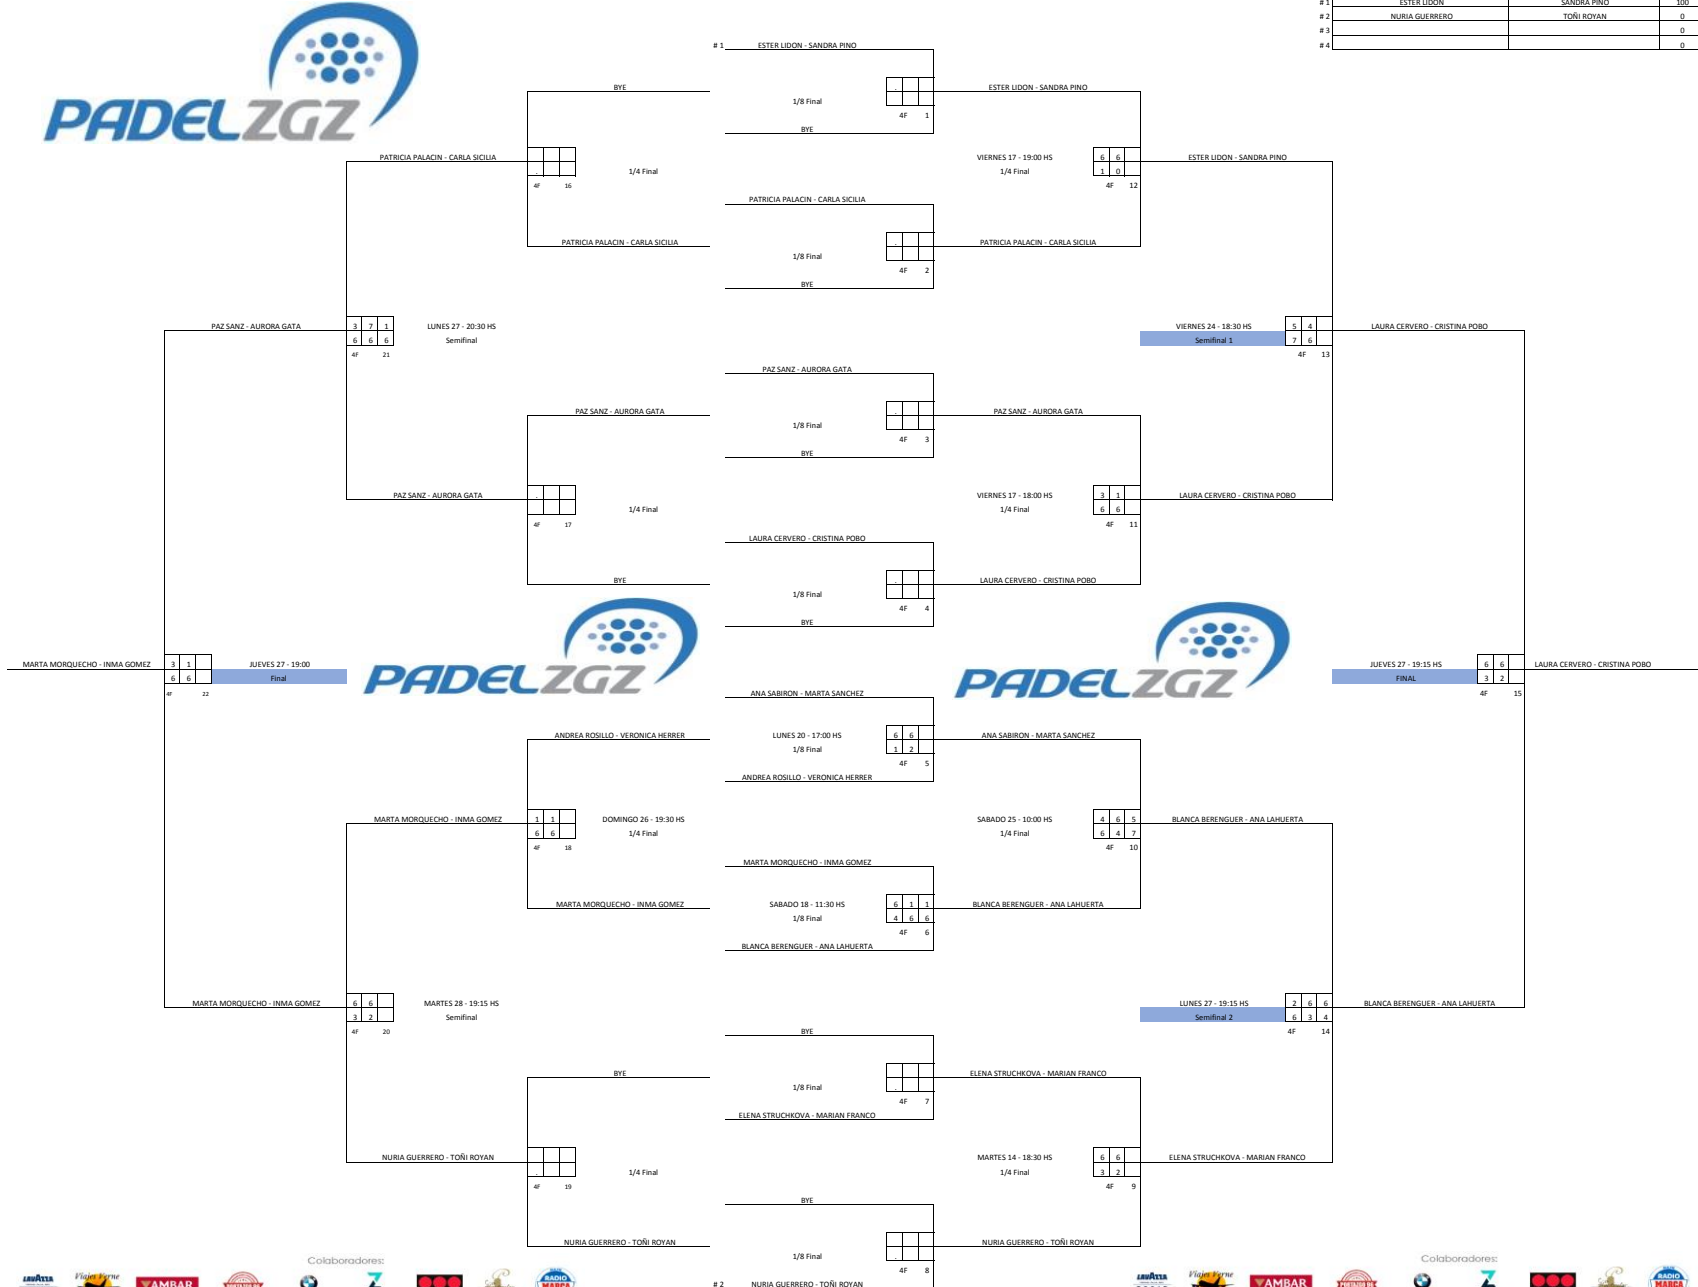 # 1 ESTER LIDON SANDRA PINO 100
# 2 NURIA GUERRERO TOÑI ROYAN 0
# 3 0
# 4 0
PADELZGZ
# 1 ESTER LIDON - SANDRA PINO
BYE
1/8 Final
ESTER LIDON - SANDRA PINO
4F 1
BYE
PATRICIA PALACIN - CARLA SICILIA
1/4 Final
4F 16
VIERNES 17 - 19:00 HS 6 6
1/4 Final 1 0
4F 12
ESTER LIDON - SANDRA PINO
PATRICIA PALACIN - CARLA SICILIA
PATRICIA PALACIN - CARLA SICILIA
1/8 Final
PATRICIA PALACIN - CARLA SICILIA
4F 2
BYE
PAZ SANZ - AURORA GATA
3 7 1 LUNES 27 - 20:30 HS
6 6 6 Semifinal
4F 21
VIERNES 24 - 18:30 HS 5 4
Semifinal 1 7 6
4F 13
LAURA CERVERO - CRISTINA POBO
PAZ SANZ - AURORA GATA
PAZ SANZ - AURORA GATA
1/8 Final
PAZ SANZ - AURORA GATA
4F 3
BYE
PAZ SANZ - AURORA GATA
1/4 Final
4F 17
VIERNES 17 - 18:00 HS 3 1
1/4 Final 6 6
4F 11
LAURA CERVERO - CRISTINA POBO
LAURA CERVERO - CRISTINA POBO
BYE
1/8 Final
LAURA CERVERO - CRISTINA POBO
4F 4
BYE
PADELZGZ
PADELZGZ
MARTA MORQUECHO - INMA GOMEZ
3 1 JUEVES 27 - 19:00
6 6 Final
4F 22
JUEVES 27 - 19:15 HS 6 6
FINAL 3 2
4F 15
LAURA CERVERO - CRISTINA POBO
ANA SABIRON - MARTA SANCHEZ
ANDREA ROSILLO - VERONICA HERRER
LUNES 20 - 17:00 HS 6 6
1/8 Final 1 2
4F 5
ANA SABIRON - MARTA SANCHEZ
ANDREA ROSILLO - VERONICA HERRER
MARTA MORQUECHO - INMA GOMEZ
1 1 DOMINGO 26 - 19:30 HS
6 6 1/4 Final
4F 18
SABADO 25 - 10:00 HS 4 6 5
1/4 Final 6 4 7
4F 10
BLANCA BERENGUER - ANA LAHUERTA
MARTA MORQUECHO - INMA GOMEZ
MARTA MORQUECHO - INMA GOMEZ
SABADO 18 - 11:30 HS 6 1 1
1/8 Final 4 6 6
4F 6
BLANCA BERENGUER - ANA LAHUERTA
BLANCA BERENGUER - ANA LAHUERTA
MARTA MORQUECHO - INMA GOMEZ
6 6 MARTES 28 - 19:15 HS
3 2 Semifinal
4F 20
LUNES 27 - 19:15 HS 2 6 6
Semifinal 2 6 3 4
4F 14
BLANCA BERENGUER - ANA LAHUERTA
BYE
BYE
1/8 Final
ELENA STRUCHKOVA - MARIAN FRANCO
4F 7
ELENA STRUCHKOVA - MARIAN FRANCO
NURIA GUERRERO - TOÑI ROYAN
1/4 Final
4F 19
MARTES 14 - 18:30 HS 6 6
1/4 Final 3 2
4F 9
ELENA STRUCHKOVA - MARIAN FRANCO
BYE
NURIA GUERRERO - TOÑI ROYAN
1/8 Final
NURIA GUERRERO - TOÑI ROYAN
4F 8
# 2 NURIA GUERRERO - TOÑI ROYAN
Colaboradores:
LAVAZZA Viajes Verne AMBAR RADIO MARCA
Colaboradores:
LAVAZZA Viajes Verne AMBAR RADIO MARCA